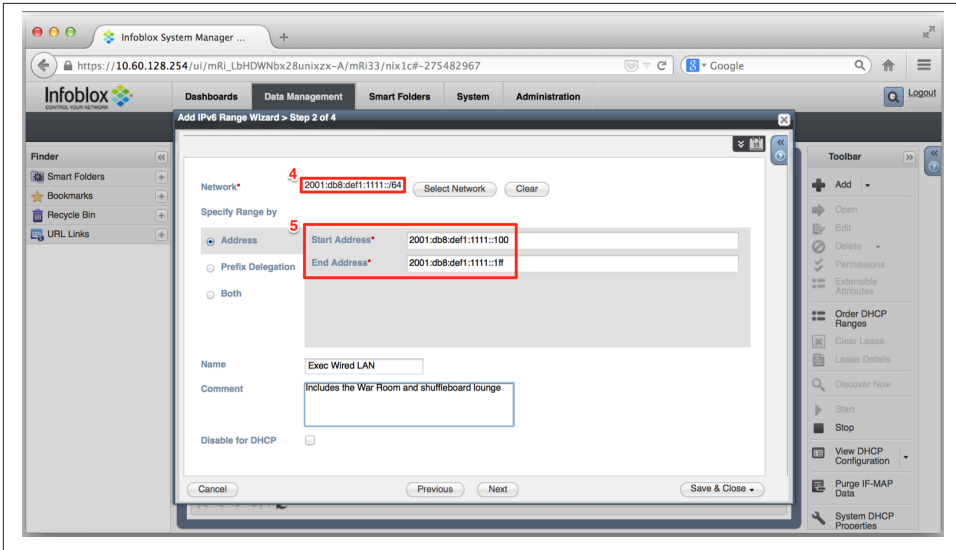 Infoblox System Manager ...
https://10.60.128.254/ui/mRi_LbHDWNbx28unixzx-A/mRi33/nix1c#-275482967
Google
Infoblox
CONTROL YOUR NETWORK
Dashboards
Data Management
Smart Folders
System
Administration
Logout
Add IPv6 Range Wizard > Step 2 of 4
Finder
Smart Folders
Bookmarks
Recycle Bin
URL Links
4
Network*
2001:db8:def1:1111::/64
Select Network
Clear
Specify Range by
5
Address
Start Address*
2001:db8:def1:1111::100
End Address*
2001:db8:def1:1111::1ff
Prefix Delegation
Both
Name
Exec Wired LAN
Comment
Includes the War Room and shuffleboard lounge
Disable for DHCP
Cancel
Previous
Next
Save & Close
Toolbar
Add
Open
Edit
Delete
Permissions
Extensible
Attributes
Order DHCP
Ranges
Clear Lease
Lease Details
Discover Now
Start
Stop
View DHCP
Configuration
Purge IF-MAP
Data
System DHCP
Properties